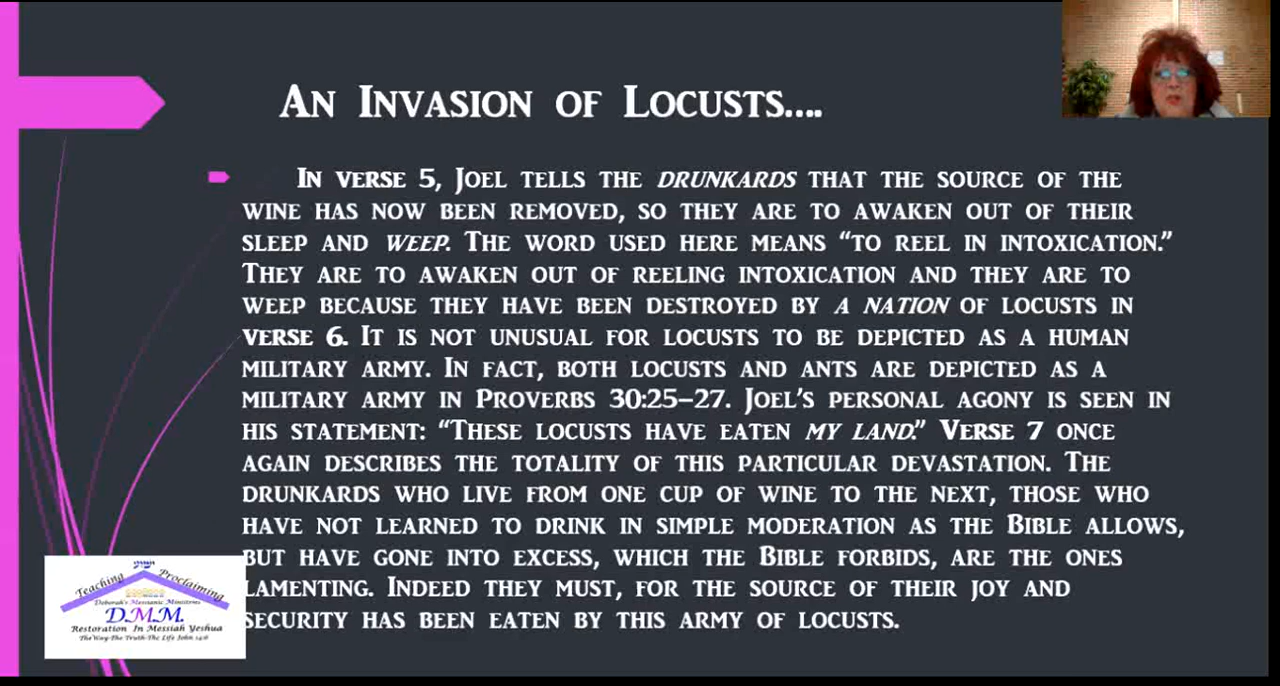 An Invasion of Locusts....
In verse 5, Joel tells the drunkards that the source of the
wine has now been removed, so they are to awaken out of their
sleep and weep. The word used here means “to reel in intoxication.”
They are to awaken out of reeling intoxication and they are to
weep because they have been destroyed by a nation of locusts in
verse 6. It is not unusual for locusts to be depicted as a human
military army. In fact, both locusts and ants are depicted as a
military army in Proverbs 30:25–27. Joel’s personal agony is seen in
his statement: “These locusts have eaten my land.” Verse 7 once
again describes the totality of this particular devastation. The
drunkards who live from one cup of wine to the next, those who
have not learned to drink in simple moderation as the Bible allows,
but have gone into excess, which the Bible forbids, are the ones
lamenting. Indeed they must, for the source of their joy and
security has been eaten by this army of locusts.
Teaching Proclaiming
Deborah's Messianic Ministries
D.M.M.
Restoration In Messiah Yeshua
The Way-The Truth-The Life John 14:6